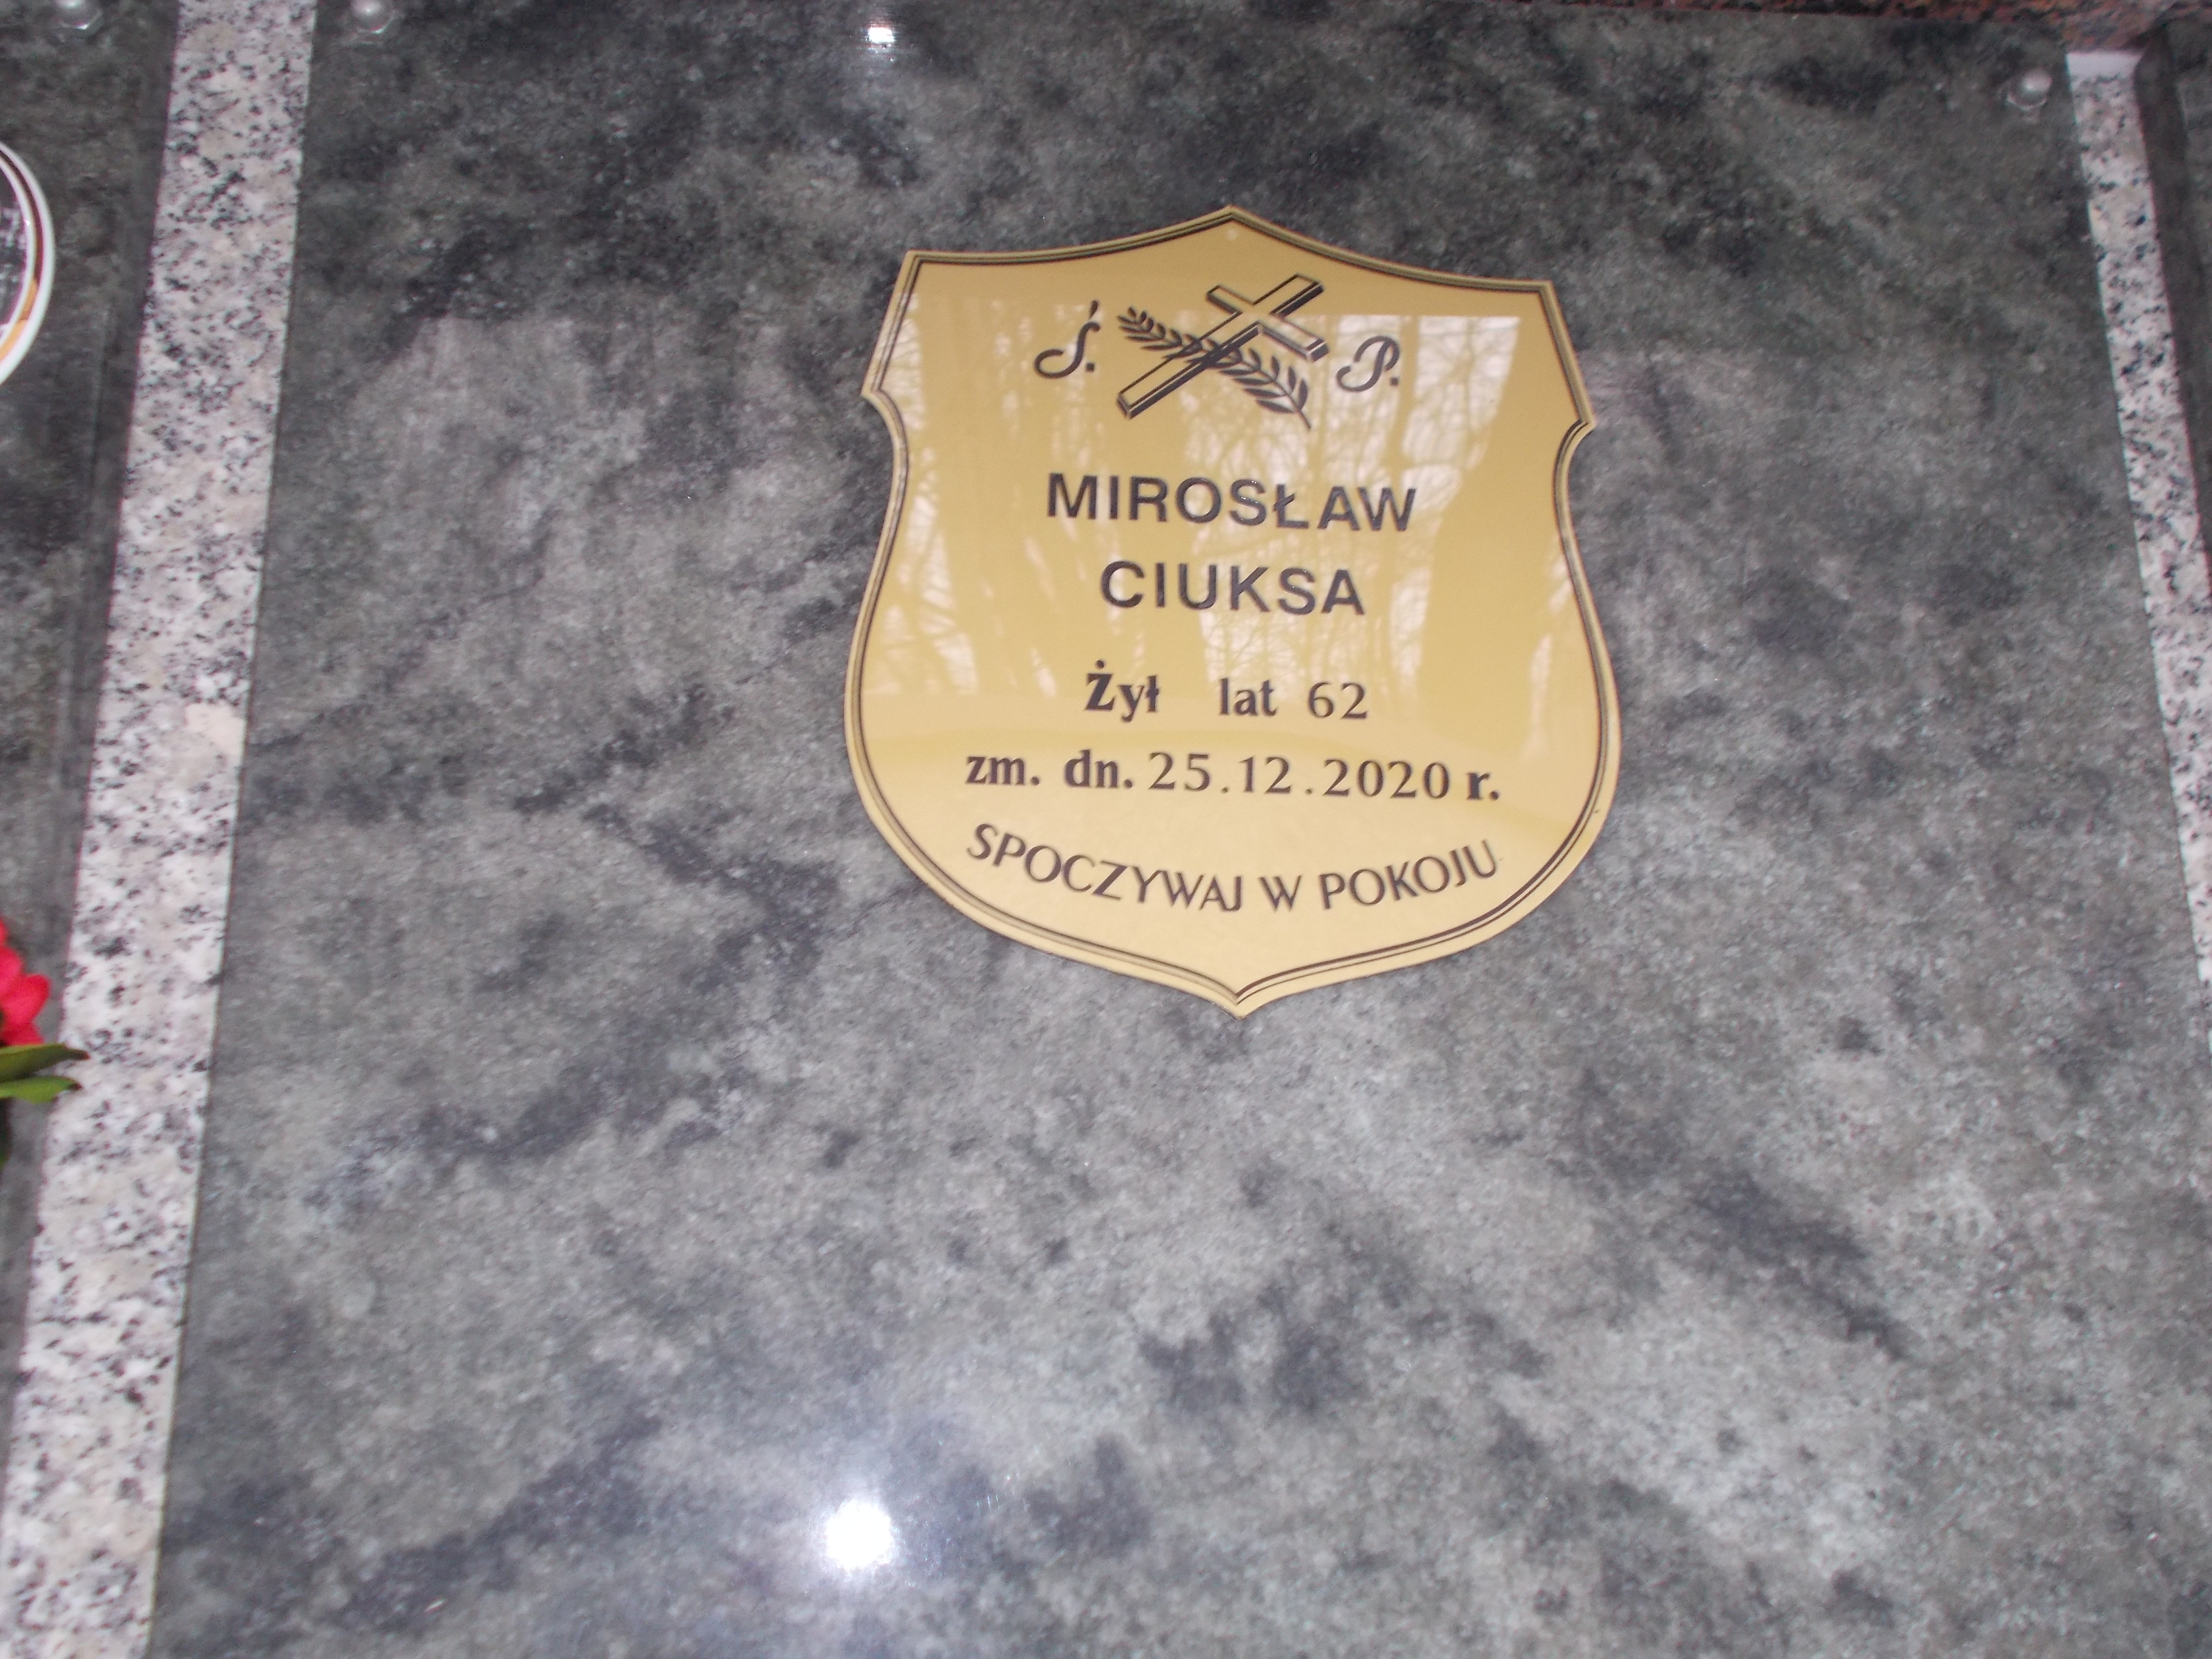 Ś. P.
MIROSŁAW
CIUKSA
Żył lat 62
zm. dn. 25.12.2020 r.
SPOCZYWAJ W POKOJU